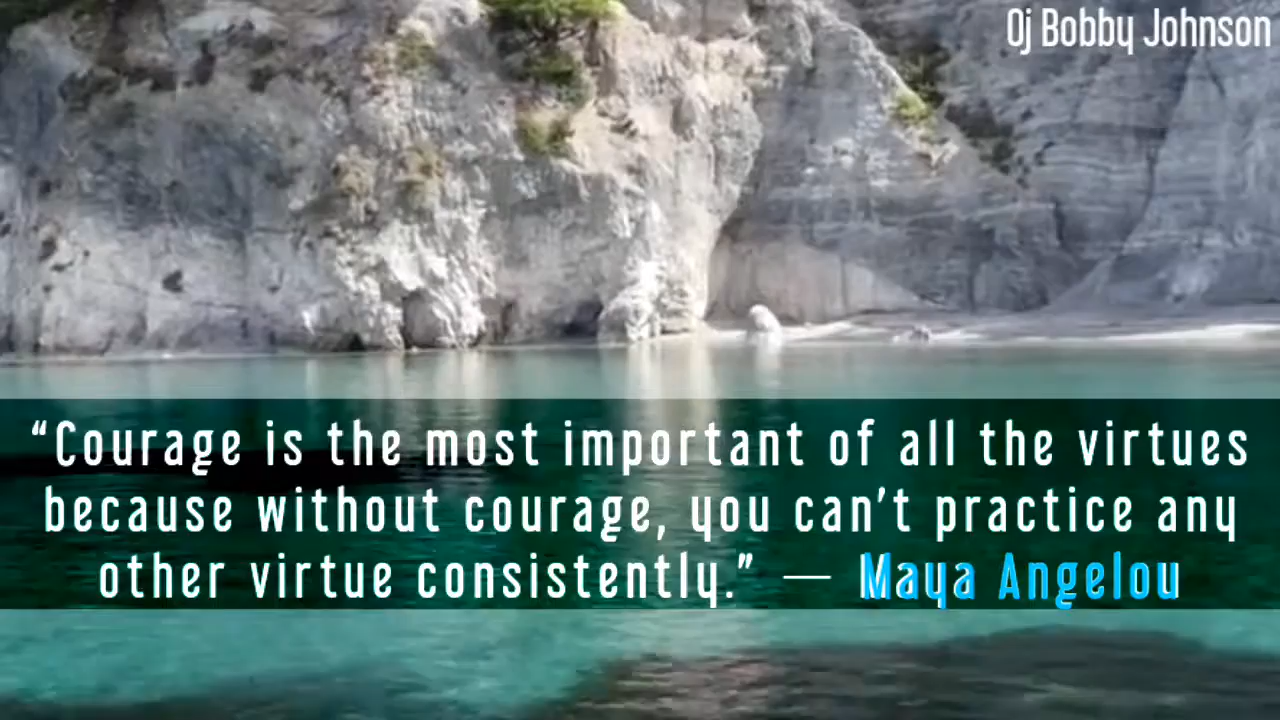 Oj Bobby Johnson
“Courage is the most important of all the virtues
because without courage, you can’t practice any
other virtue consistently.” — Maya Angelou